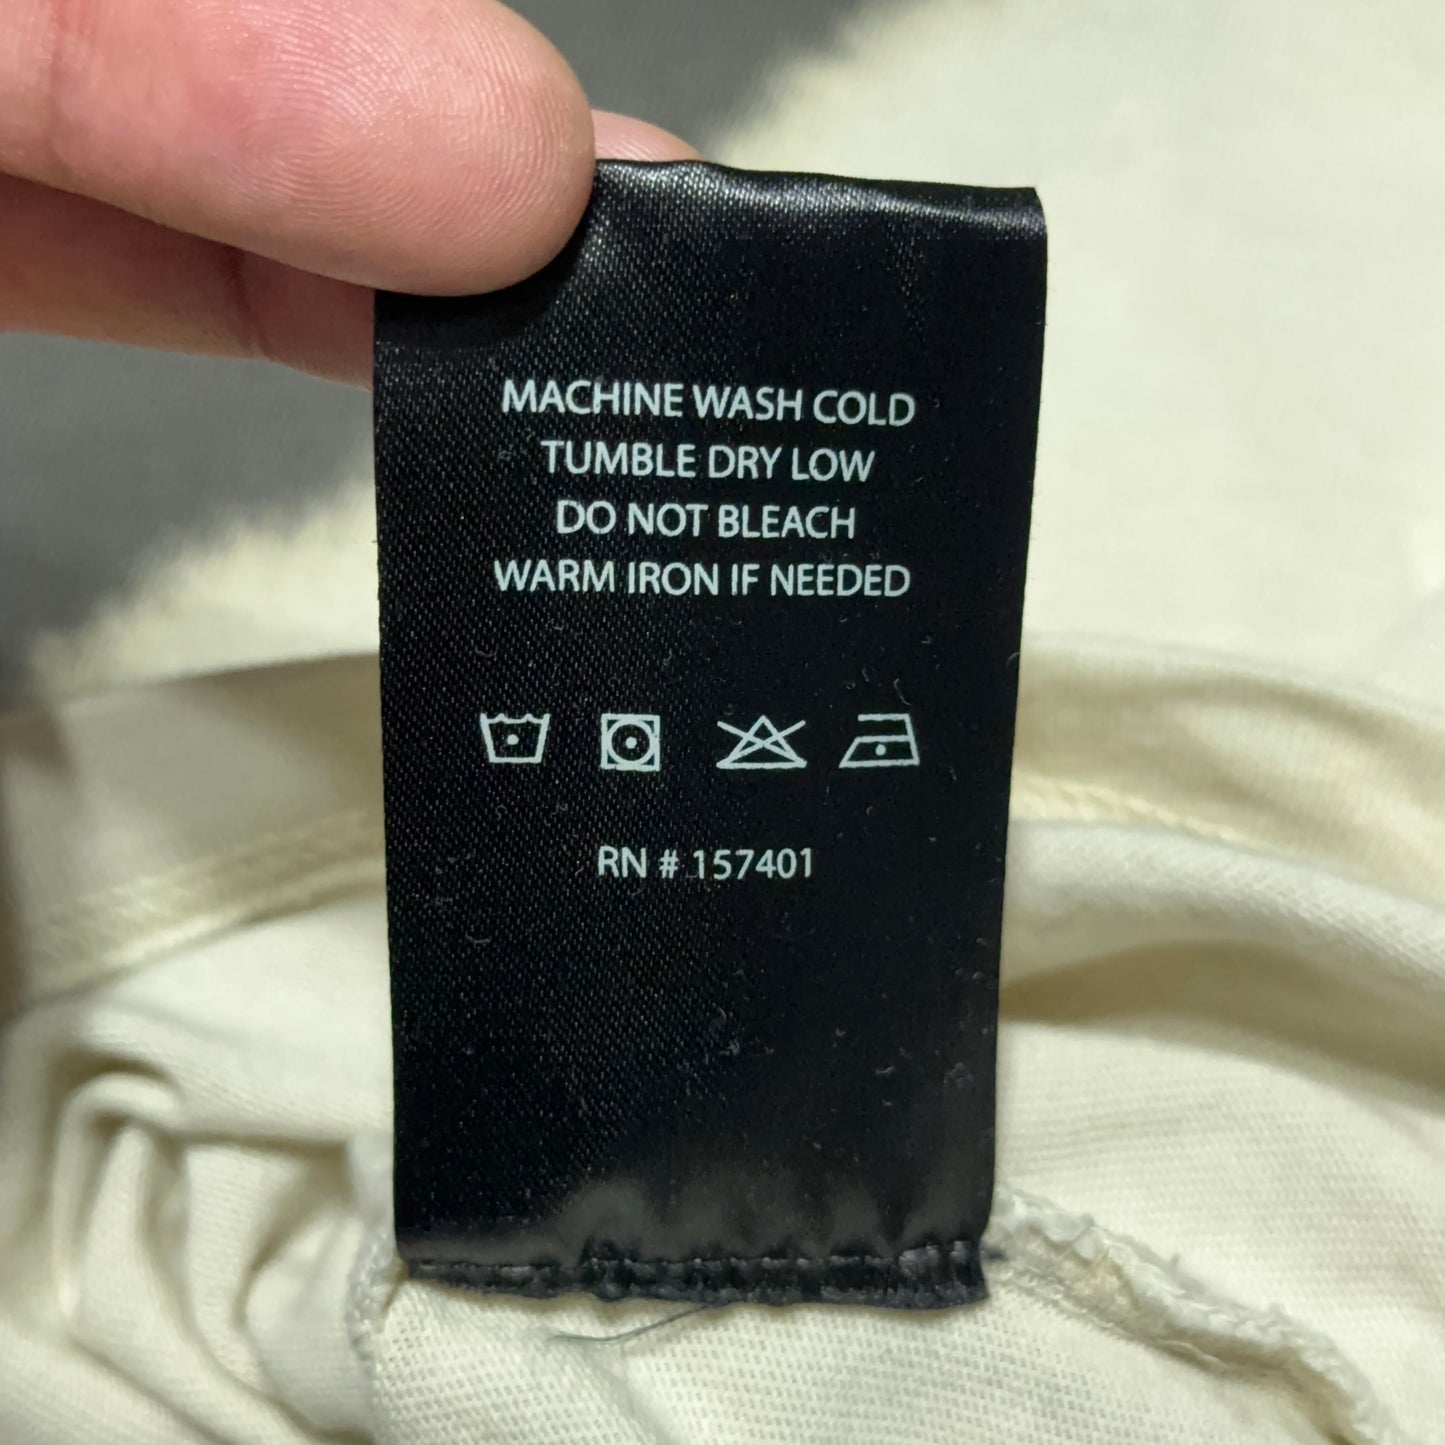 MACHINE WASH COLD
TUMBLE DRY LOW
DO NOT BLEACH
WARM IRON IF NEEDED
RN # 157401